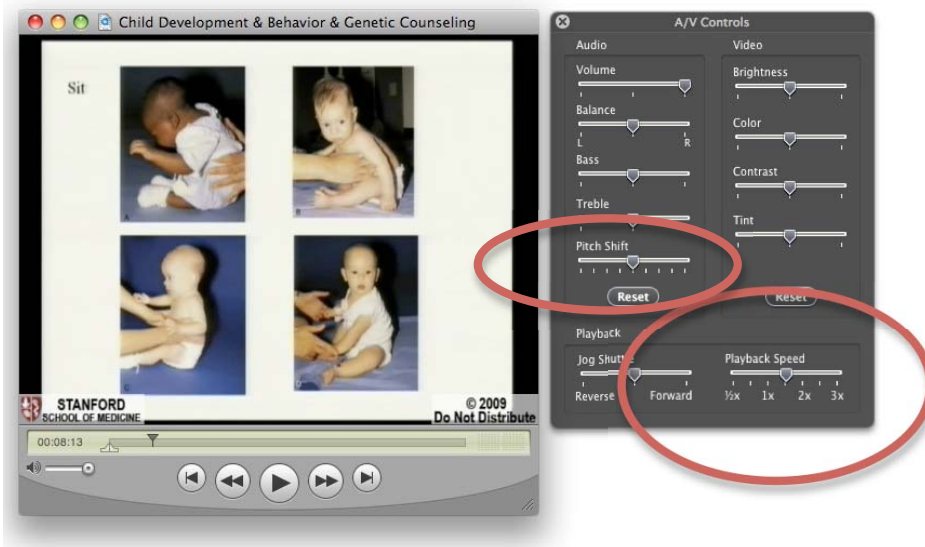 Child Development & Behavior & Genetic Counseling
Sit
A
B
C
D
STANFORD
SCHOOL OF MEDICINE
© 2009
Do Not Distribute
00:08:13
A/V Controls
Audio
Volume
Balance
L R
Bass
Treble
Pitch Shift
Reset
Video
Brightness
Color
Contrast
Tint
Reset
Playback
Jog Shuttle
Reverse Forward
Playback Speed
½x 1x 2x 3x